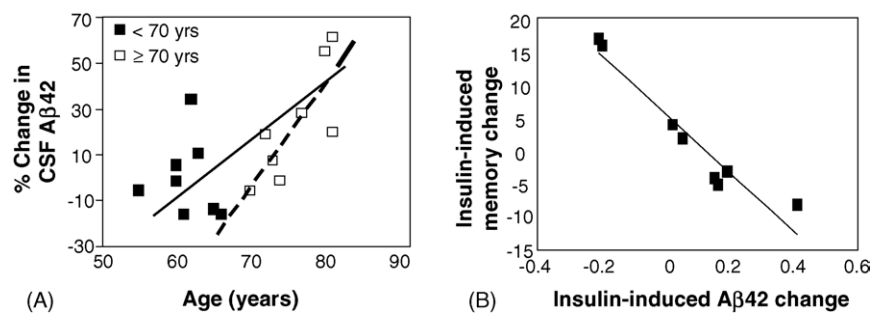 ■ < 70 yrs
□ ≥ 70 yrs
% Change in
CSF Aβ42
70
50
30
10
-10
-30
50
60
70
80
90
(A)
Age (years)
Insulin-induced
memory change
20
15
10
5
0
-5
-10
-15
-0.4
-0.2
0
0.2
0.4
0.6
(B)
Insulin-induced Aβ42 change